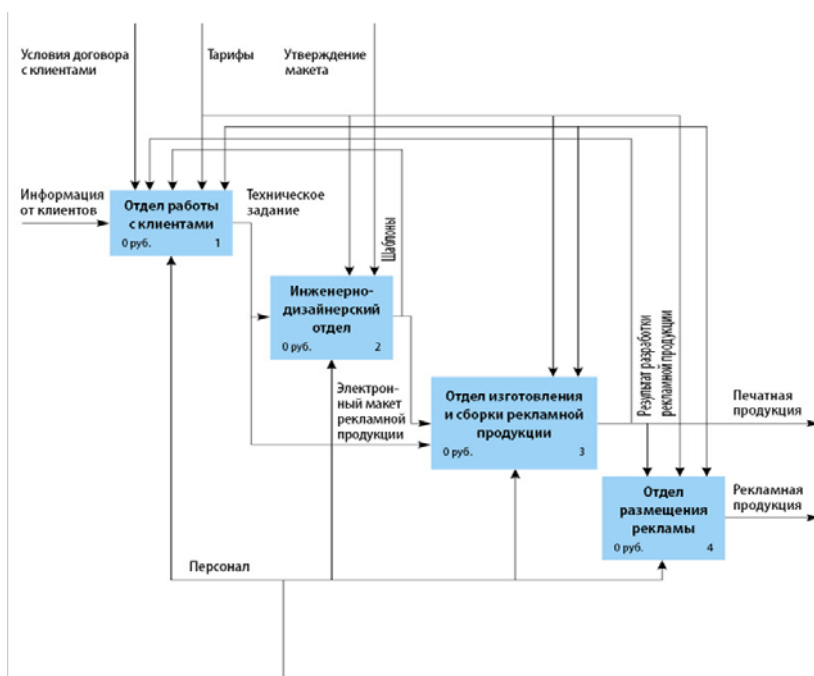 Условия договора
с клиентами
Тарифы
Утверждение
макета
Информация
от клиентов
Отдел работы
с клиентами
0 руб.
1
Техническое
задание
Шаблоны
Инженерно-
дизайнерский
отдел
0 руб.
2
Электрон-
ный макет
рекламной
продукции
Отдел изготовления
и сборки рекламной
продукции
0 руб.
3
Результат разработки
рекламной продукции
Печатная
продукция
Отдел
размещения
рекламы
0 руб.
4
Рекламная
продукция
Персонал